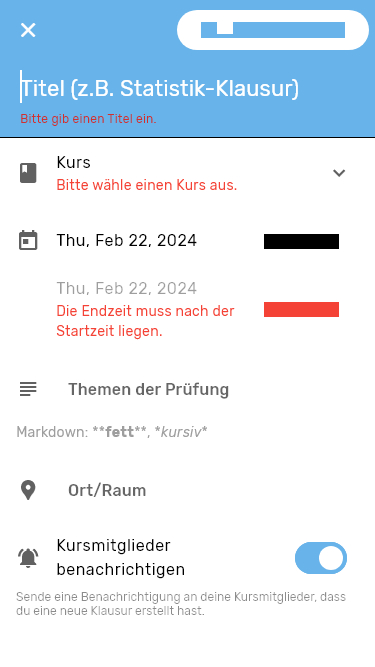 Titel (z.B. Statistik-Klausur)
Bitte gib einen Titel ein.
Kurs
Bitte wähle einen Kurs aus.
Thu, Feb 22, 2024
Thu, Feb 22, 2024
Die Endzeit muss nach der
Startzeit liegen.
Themen der Prüfung
Markdown: **fett**, *kursiv*
Ort/Raum
Kursmitglieder
benachrichtigen
Sende eine Benachrichtigung an deine Kursmitglieder, dass
du eine neue Klausur erstellt hast.